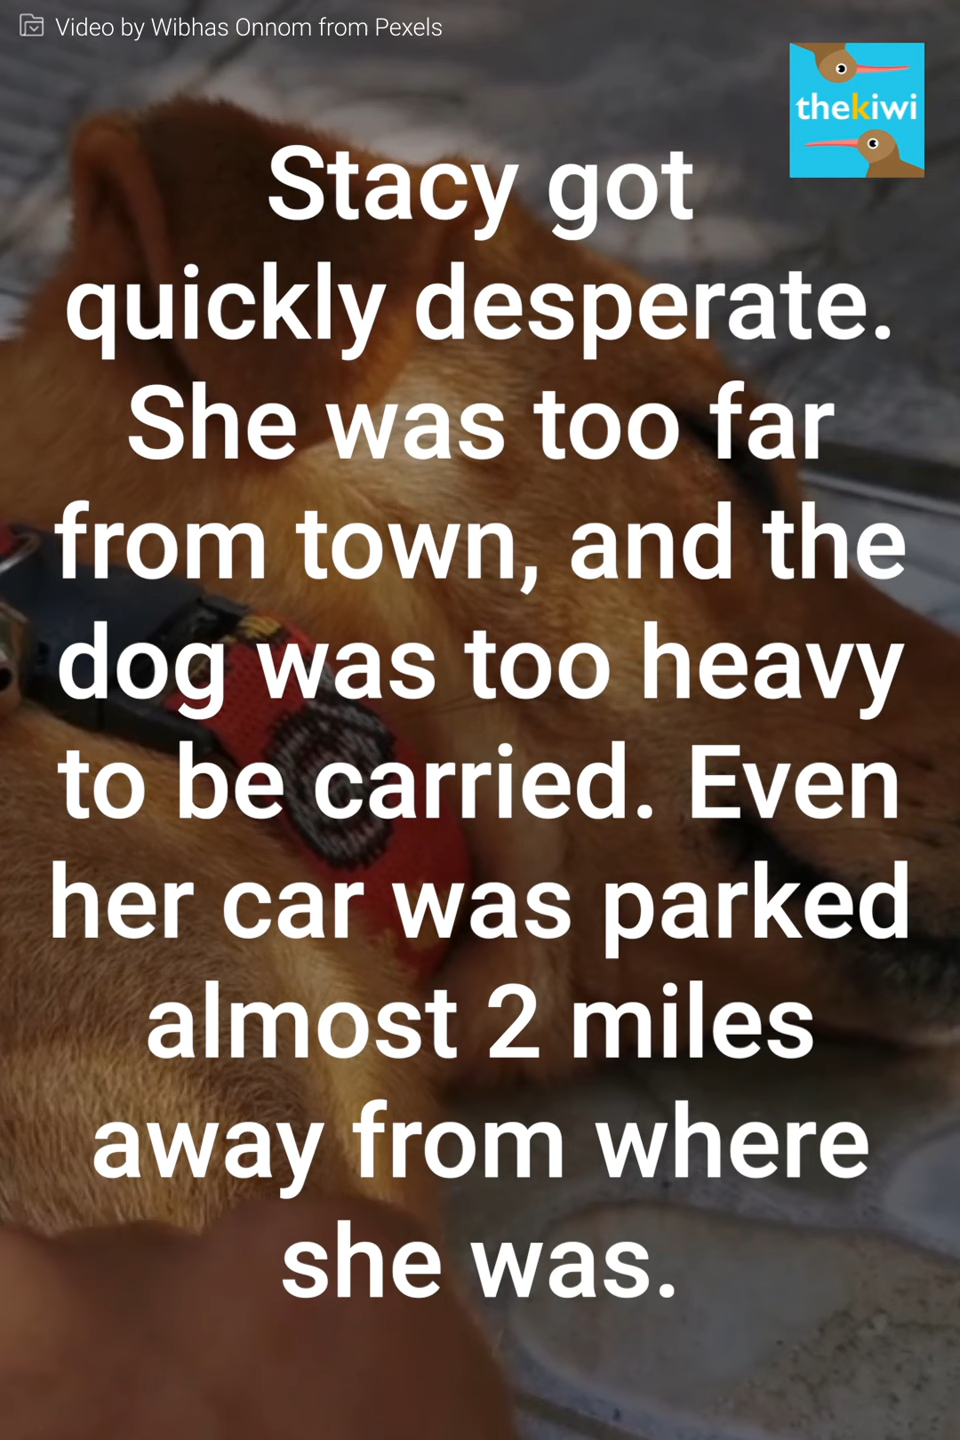 Video by Wibhas Onnom from Pexels
thekiwi
Stacy got
quickly desperate.
She was too far
from town, and the
dog was too heavy
to be carried. Even
her car was parked
almost 2 miles
away from where
she was.